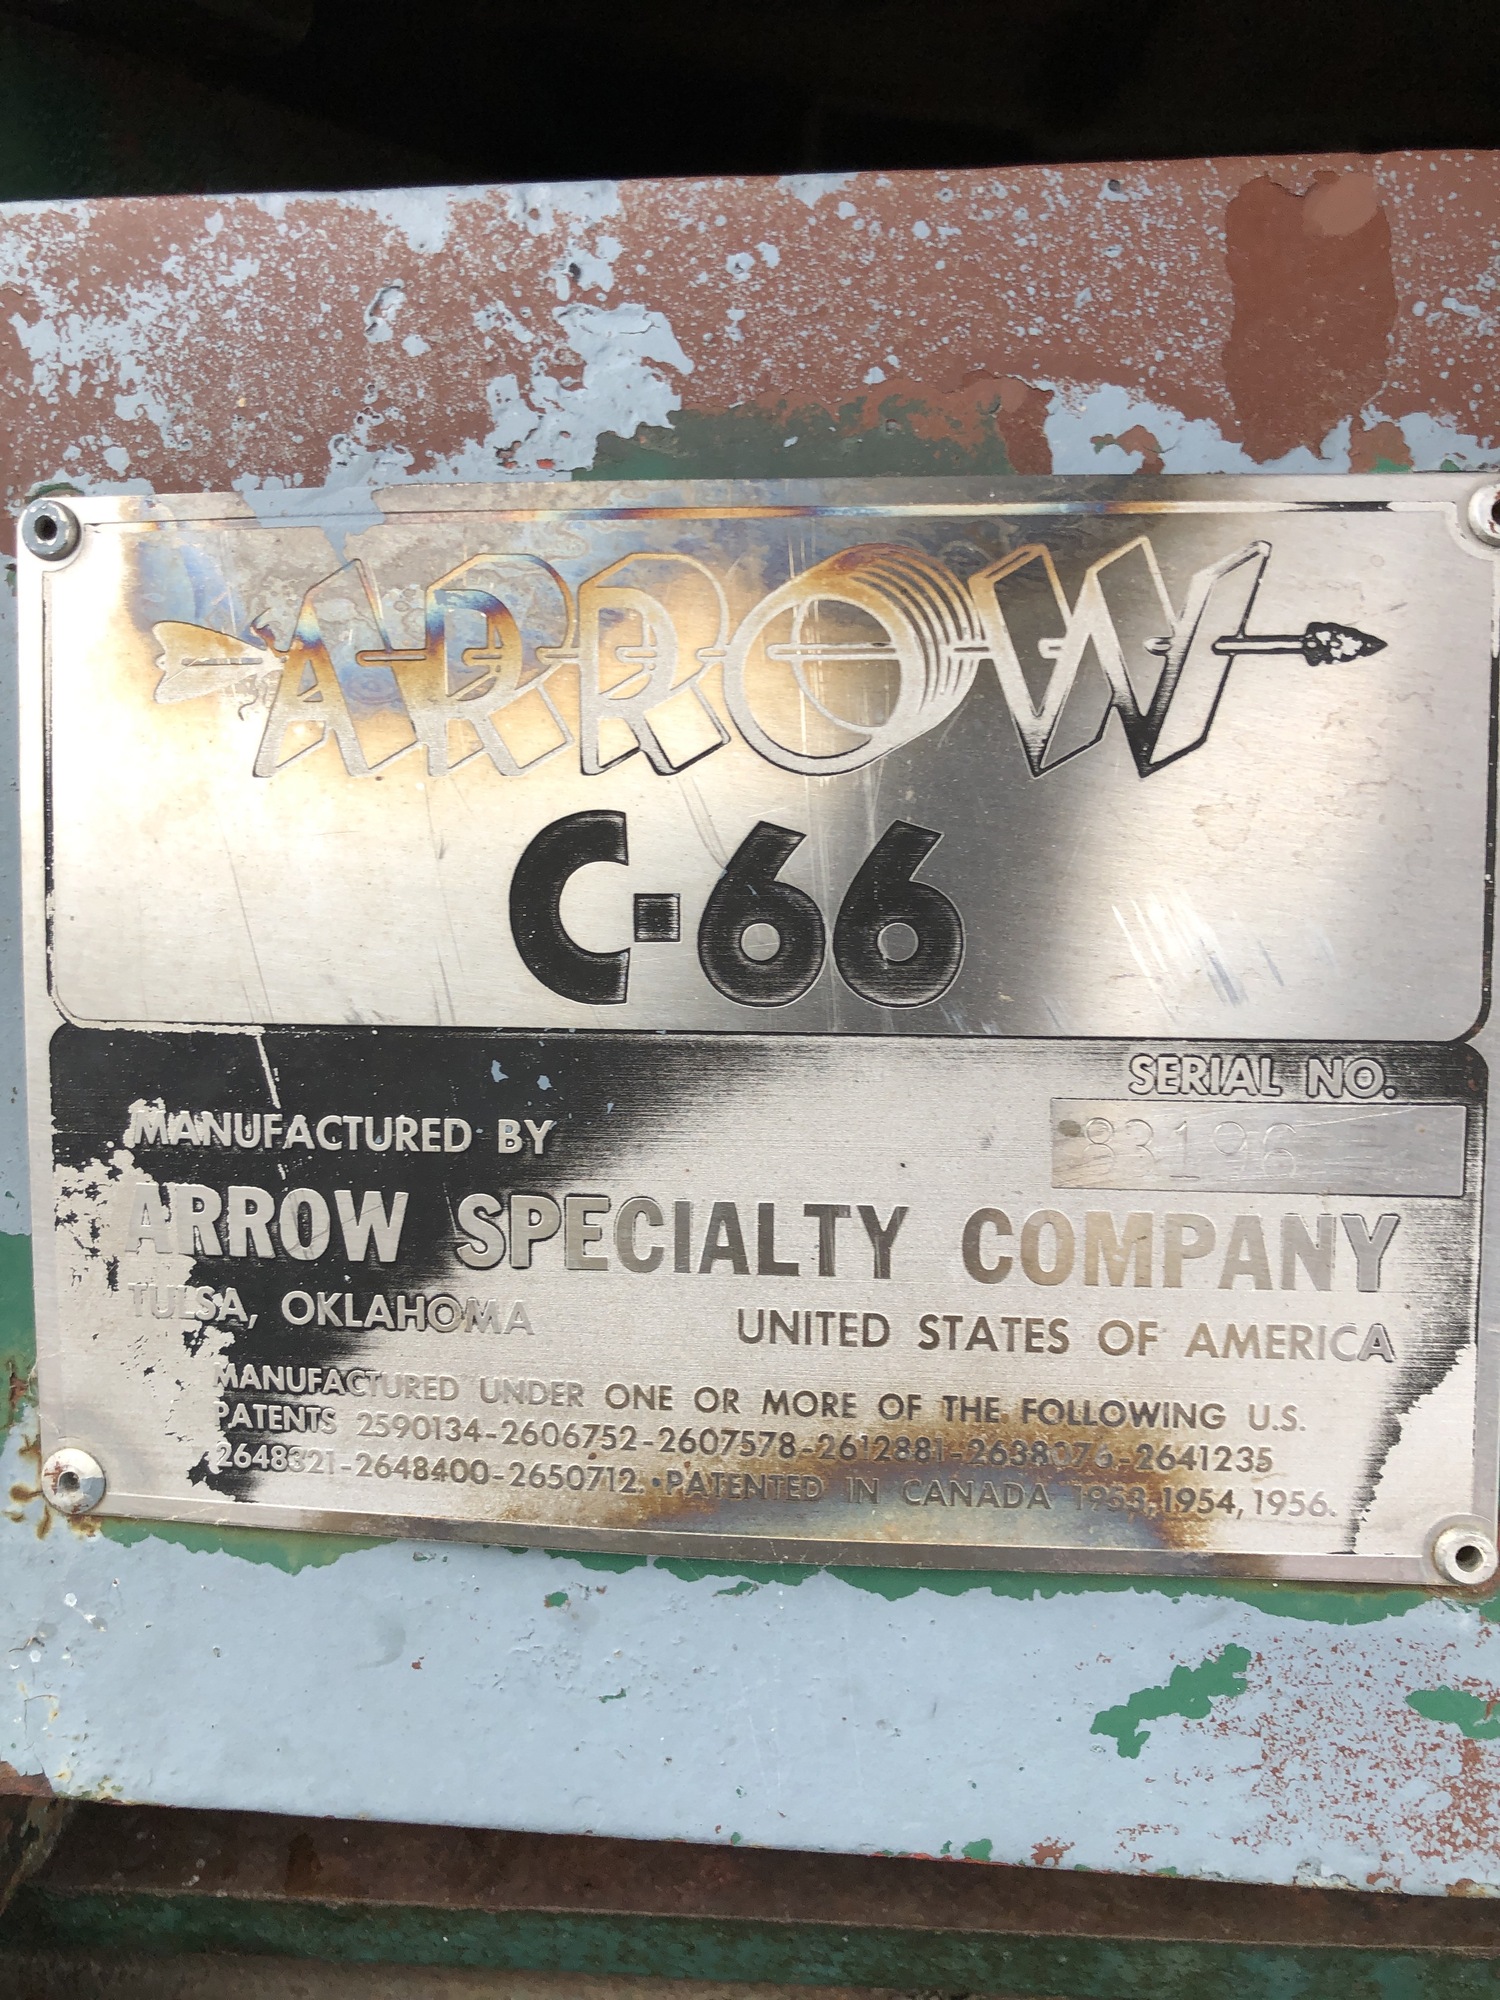 ARROW
C-66
SERIAL NO.
83196
MANUFACTURED BY
ARROW SPECIALTY COMPANY
TULSA, OKLAHOMA UNITED STATES OF AMERICA
MANUFACTURED UNDER ONE OR MORE OF THE FOLLOWING U.S.
PATENTS 2590134-2606752-2607578-2612881-2638076-2641235
2648321-2648400-2650712.•PATENTED IN CANADA 1953, 1954, 1956.